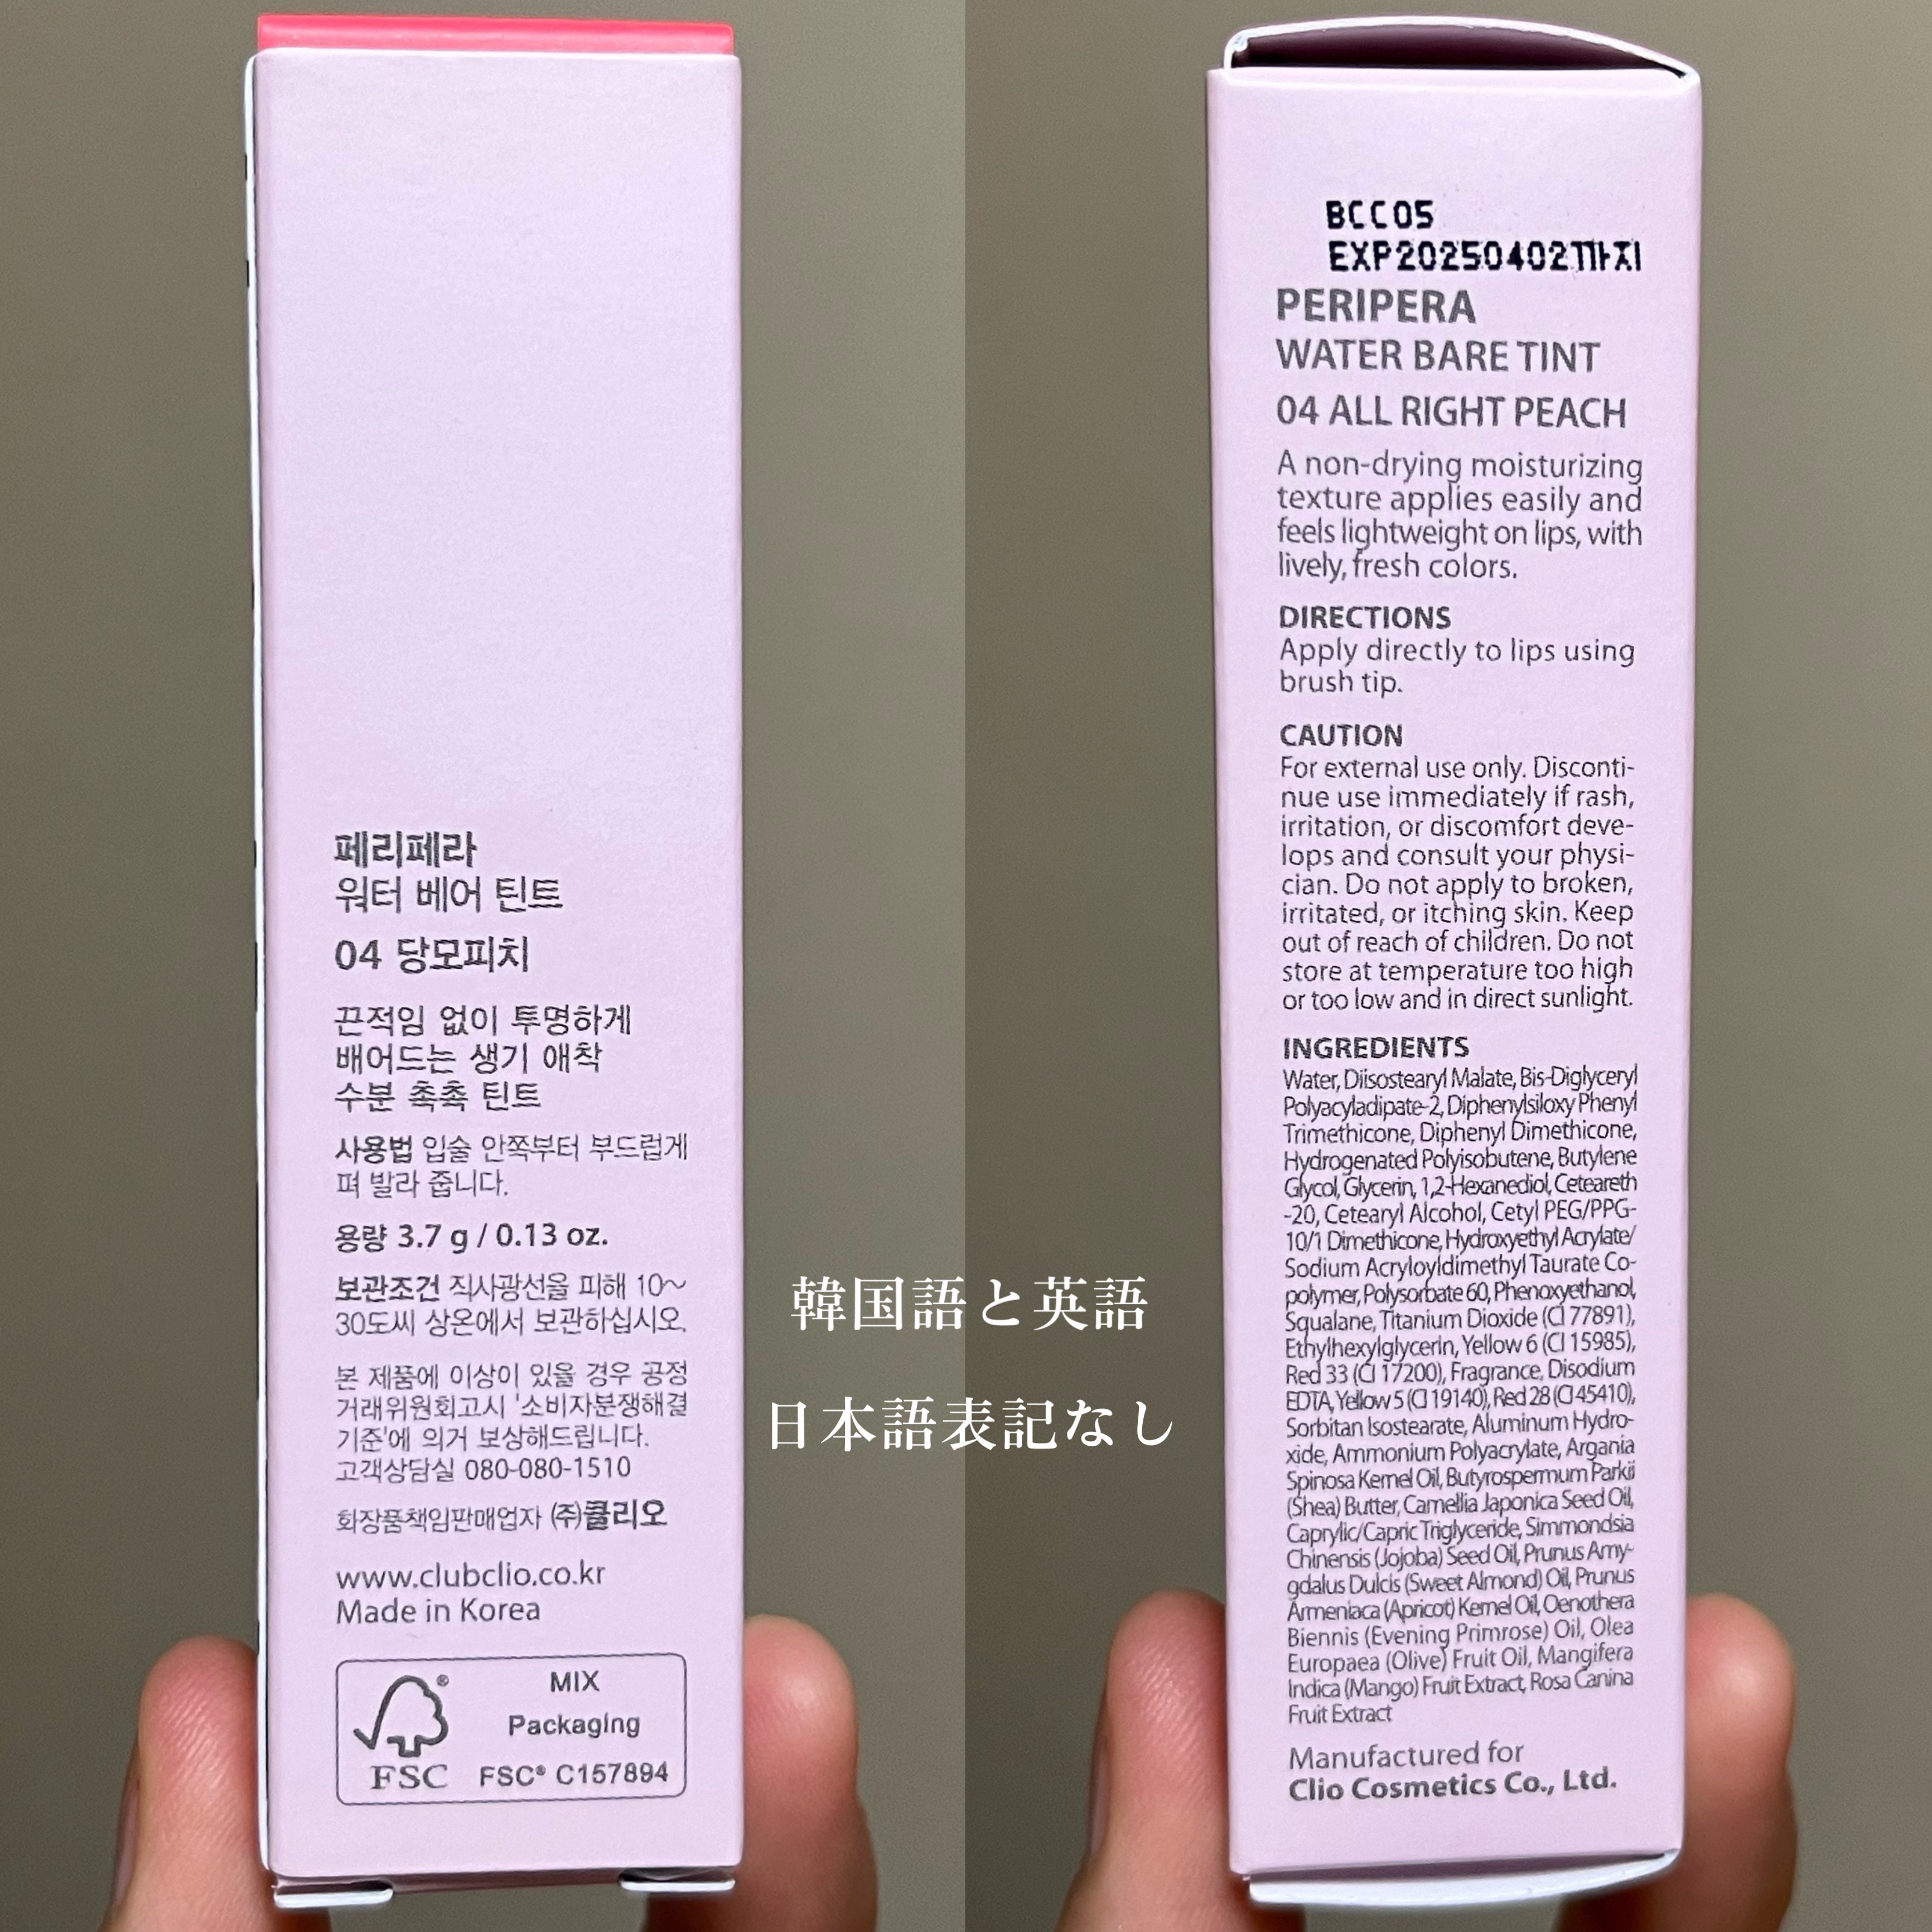 페리페라
워터 베어 틴트
04 당모피치
끈적임 없이 투명하게
배어드는 생기 애착
수분 촉촉 틴트
사용법 입술 안쪽부터 부드럽게
펴 발라 줍니다.
용량 3.7 g / 0.13 oz.
보관조건 직사광선을 피해 10~
30도씨 상온에서 보관하십시오.
본 제품에 이상이 있을 경우 공정
거래위원회고시 '소비자분쟁해결
기준'에 의거 보상해드립니다.
고객상담실 080-080-1510
화장품책임판매업자 ㈜클리오
www.clubclio.co.kr
Made in Korea
MIX
Packaging
FSC
FSC® C157894
韓国語と英語
日本語表記なし
BCC05
EXP20250402까지
PERIPERA
WATER BARE TINT
04 ALL RIGHT PEACH
A non-drying moisturizing
texture applies easily and
feels lightweight on lips, with
lively, fresh colors.
DIRECTIONS
Apply directly to lips using
brush tip.
CAUTION
For external use only. Disconti-
nue use immediately if rash,
irritation, or discomfort deve-
lops and consult your physi-
cian. Do not apply to broken,
irritated, or itching skin. Keep
out of reach of children. Do not
store at temperature too high
or too low and in direct sunlight.
INGREDIENTS
Water, Diisostearyl Malate, Bis-Diglyceryl
Polyacyladipate-2, Diphenylsiloxy Phenyl
Trimethicone, Diphenyl Dimethicone,
Hydrogenated Polyisobutene, Butylene
Glycol, Glycerin, 1,2-Hexanediol, Ceteareth
-20, Cetearyl Alcohol, Cetyl PEG/PPG-
10/1 Dimethicone, Hydroxyethyl Acrylate/
Sodium Acryloyldimethyl Taurate Co-
polymer, Polysorbate 60, Phenoxyethanol,
Squalane, Titanium Dioxide (CI 77891),
Ethylhexylglycerin, Yellow 6 (CI 15985),
Red 33 (CI 17200), Fragrance, Disodium
EDTA, Yellow 5 (CI 19140), Red 28 (CI 45410),
Sorbitan Isostearate, Aluminum Hydro-
xide, Ammonium Polyacrylate, Argania
Spinosa Kernel Oil, Butyrospermum Parkii
(Shea) Butter, Camellia Japonica Seed Oil,
Caprylic/Capric Triglyceride, Simmondsia
Chinensis (Jojoba) Seed Oil, Prunus Amy-
gdalus Dulcis (Sweet Almond) Oil, Prunus
Armeniaca (Apricot) Kernel Oil, Oenothera
Biennis (Evening Primrose) Oil, Olea
Europaea (Olive) Fruit Oil, Mangifera
Indica (Mango) Fruit Extract, Rosa Canina
Fruit Extract
Manufactured for
Clio Cosmetics Co., Ltd.